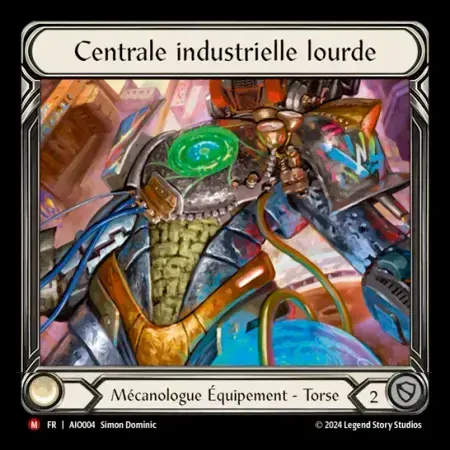 Centrale industrielle lourde
Mécanologue Équipement - Torse
2
M FR | AIO004 Simon Dominic
© 2024 Legend Story Studios